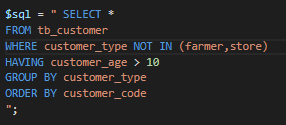 $sql = " SELECT *
FROM tb_customer
WHERE customer_type NOT IN (farmer,store)
HAVING customer_age > 10
GROUP BY customer_type
ORDER BY customer_code
";